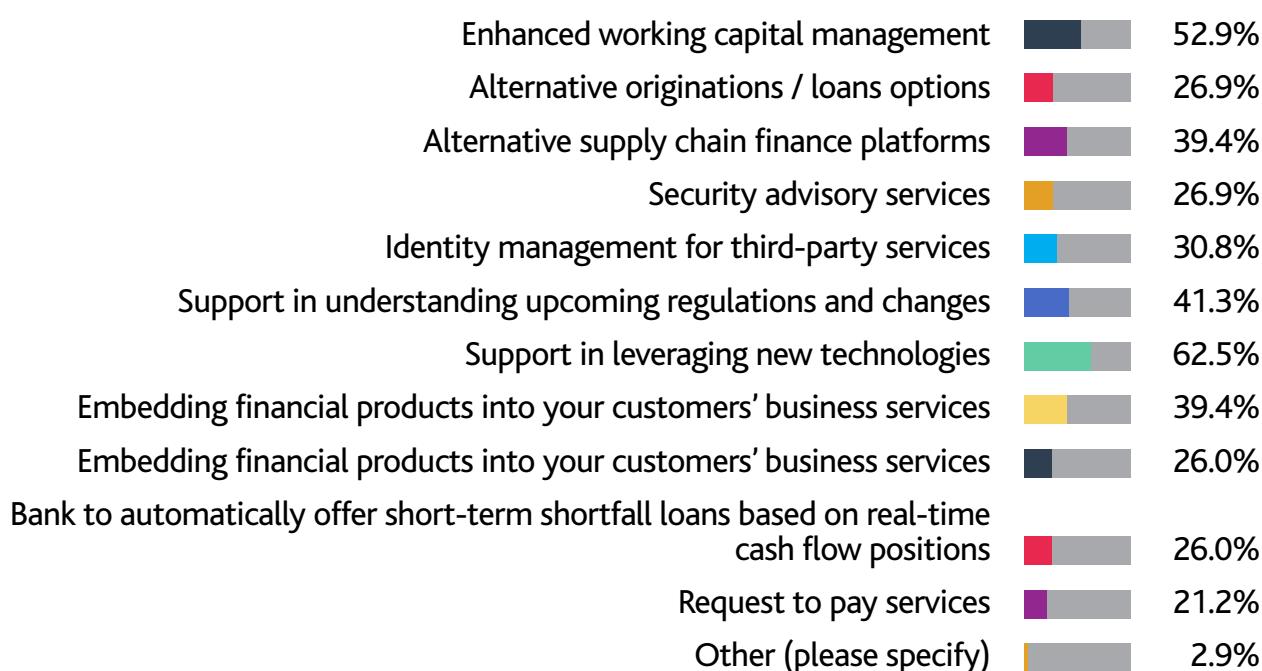 Enhanced working capital management 52.9%
Alternative originations / loans options 26.9%
Alternative supply chain finance platforms 39.4%
Security advisory services 26.9%
Identity management for third-party services 30.8%
Support in understanding upcoming regulations and changes 41.3%
Support in leveraging new technologies 62.5%
Embedding financial products into your customers’ business services 39.4%
Embedding financial products into your customers’ business services 26.0%
Bank to automatically offer short-term shortfall loans based on real-time
cash flow positions 26.0%
Request to pay services 21.2%
Other (please specify) 2.9%